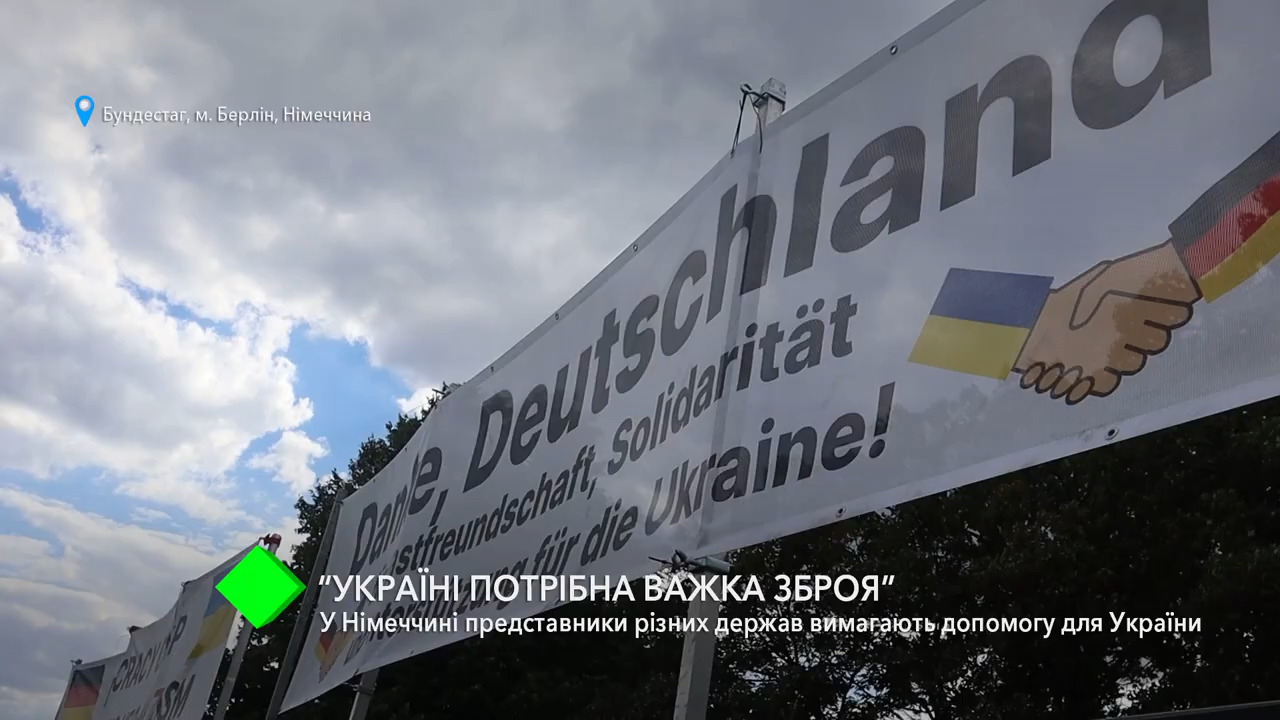 Бундестаг, м. Берлін, Німеччина
Danke, Deutschland
Solidarität
für die Ukraine!
“УКРАЇНІ ПОТРІБНА ВАЖКА ЗБРОЯ”
У Німеччині представники різних держав вимагають допомогу для України